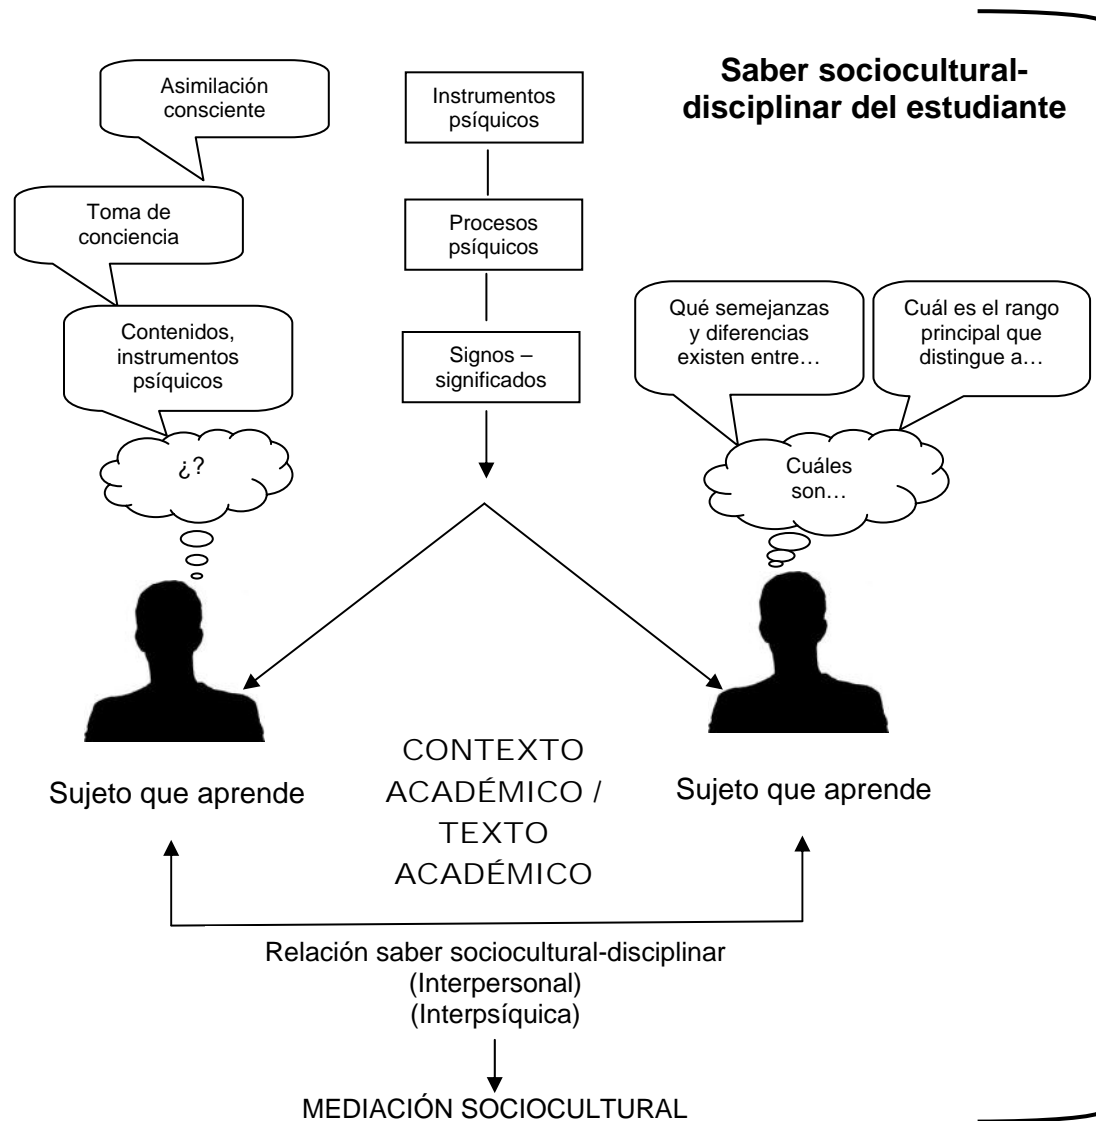 Saber sociocultural-
disciplinar del estudiante
Asimilación
consciente
Instrumentos
psíquicos
Toma de
conciencia
Procesos
psíquicos
Contenidos,
instrumentos
psíquicos
Signos –
significados
Qué semejanzas
y diferencias
existen entre…
Cuál es el rango
principal que
distingue a…
¿?
Cuáles
son…
Sujeto que aprende
CONTEXTO
ACADÉMICO /
TEXTO
ACADÉMICO
Sujeto que aprende
Relación saber sociocultural-disciplinar
(Interpersonal)
(Interpsíquica)
MEDIACIÓN SOCIOCULTURAL